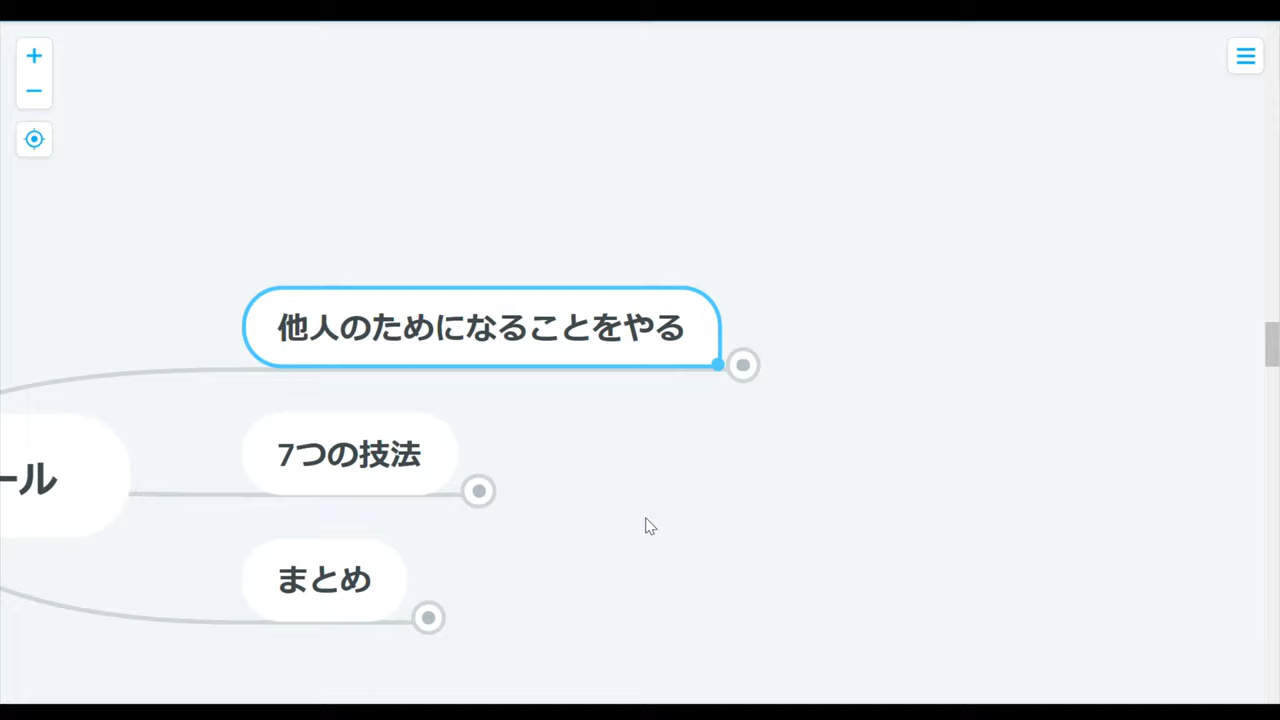 他人のためになることをやる
ール
7つの技法
まとめ